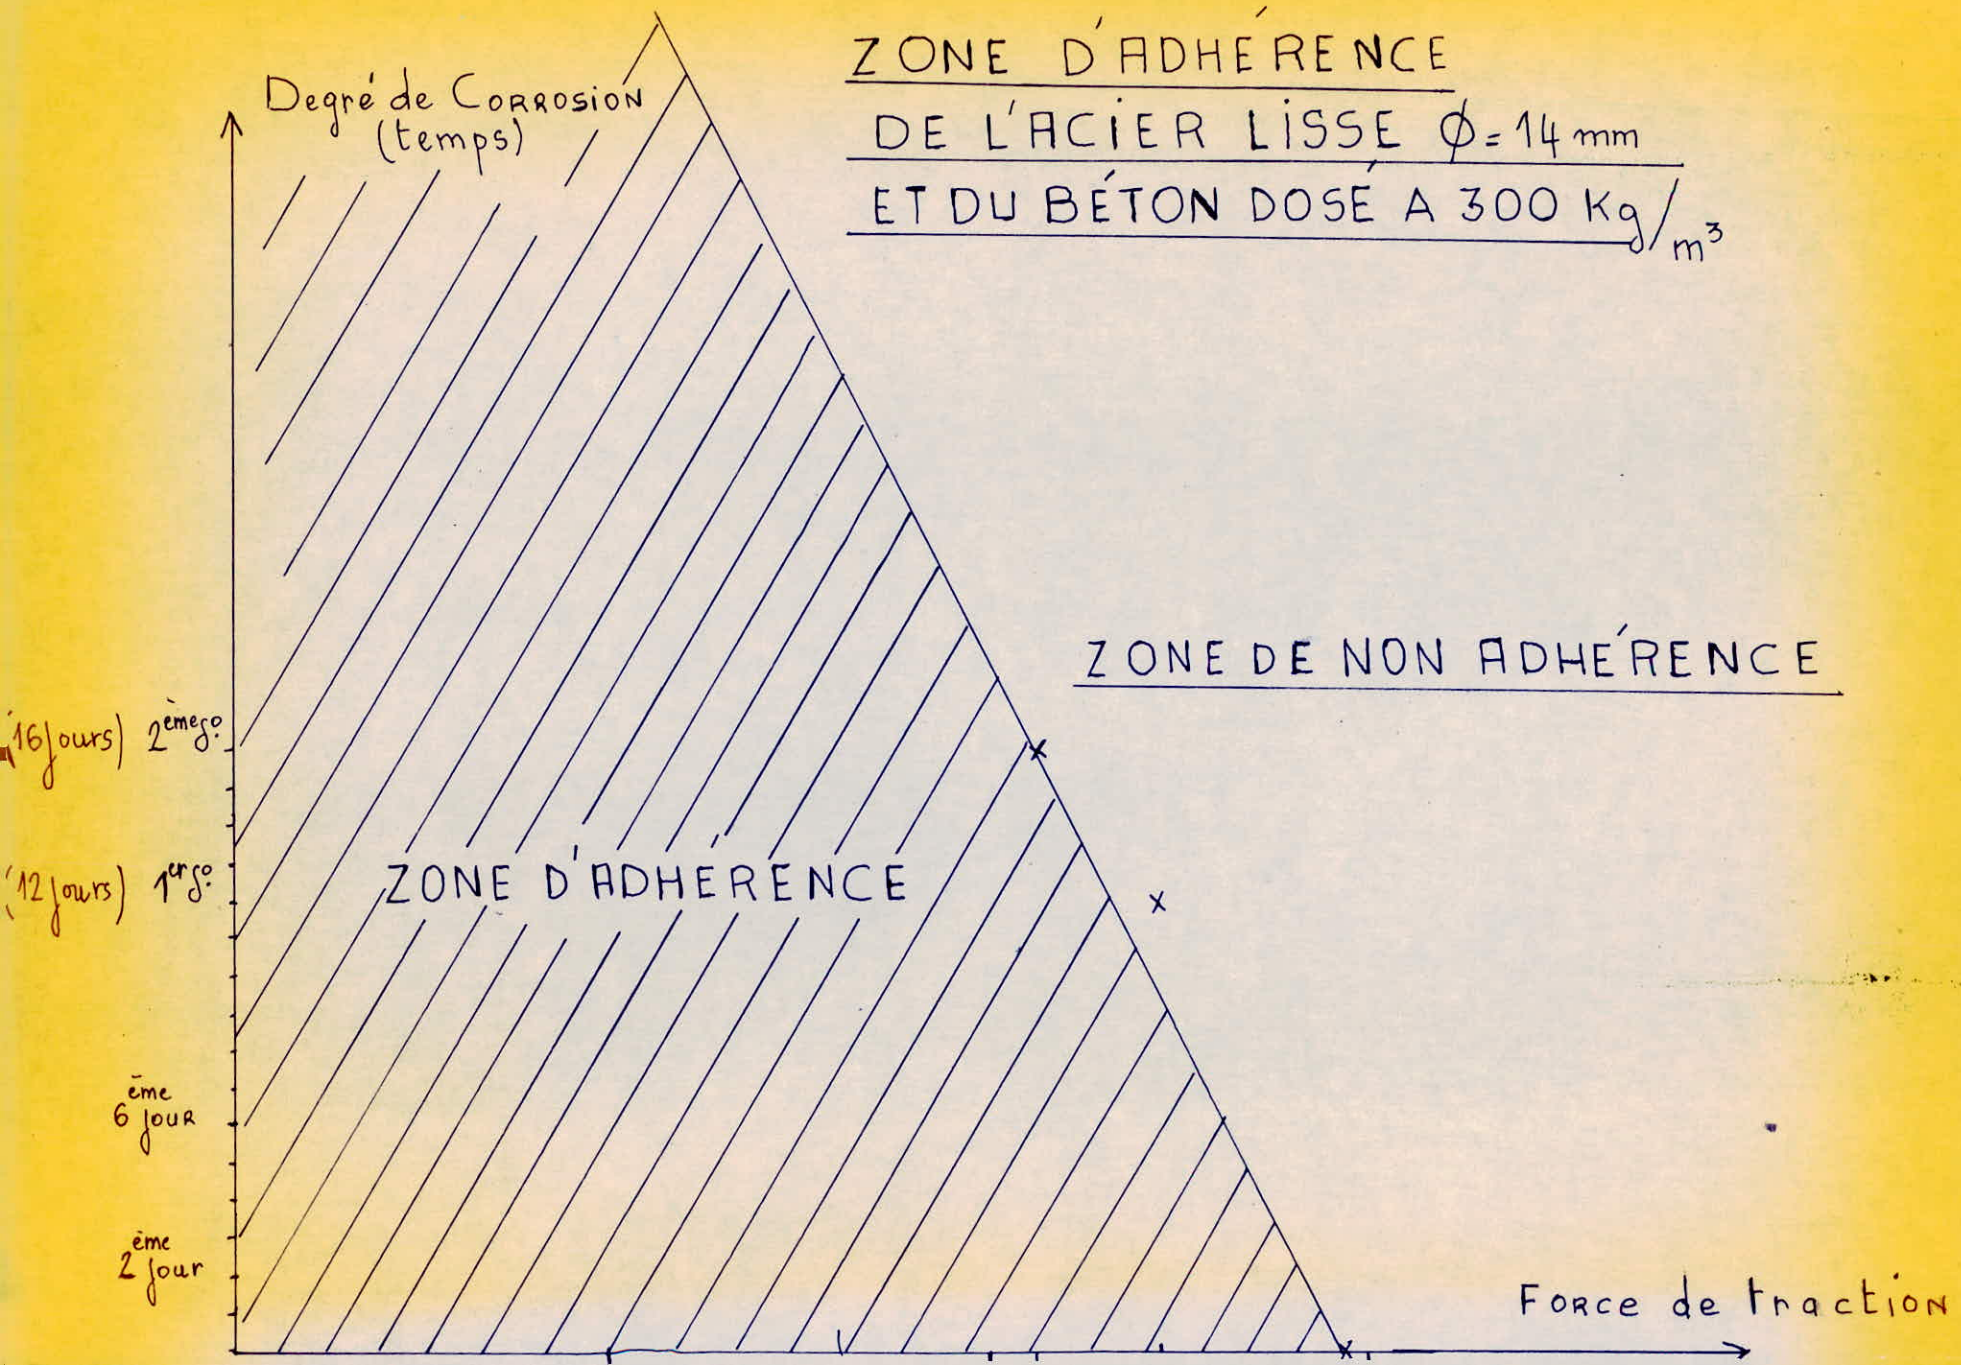 ZONE D'ADHÉRENCE
DE L'ACIER LISSE Ø = 14 mm
ET DU BÉTON DOSÉ A 300 Kg/m³
Degré de CORROSION
(temps)
ZONE DE NON ADHÉRENCE
(16 jours) 2ème
(12 jours) 1er
ZONE D'ADHERENCE
6ème jour
2ème jour
Force de traction